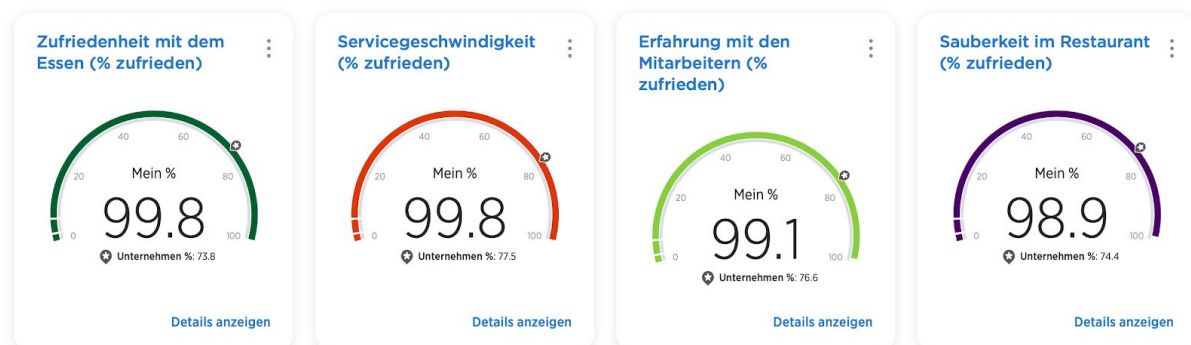 Zufriedenheit mit dem
Essen (% zufrieden)
40
60
20
80
Mein %
99.8
0
100
Unternehmen %: 73.8
Details anzeigen
Servicegeschwindigkeit
(% zufrieden)
40
60
20
80
Mein %
99.8
0
100
Unternehmen %: 77.5
Details anzeigen
Erfahrung mit den
Mitarbeitern (%
zufrieden)
40
60
20
80
Mein %
99.1
0
100
Unternehmen %: 76.6
Details anzeigen
Sauberkeit im Restaurant
(% zufrieden)
40
60
20
80
Mein %
98.9
0
100
Unternehmen %: 74.4
Details anzeigen